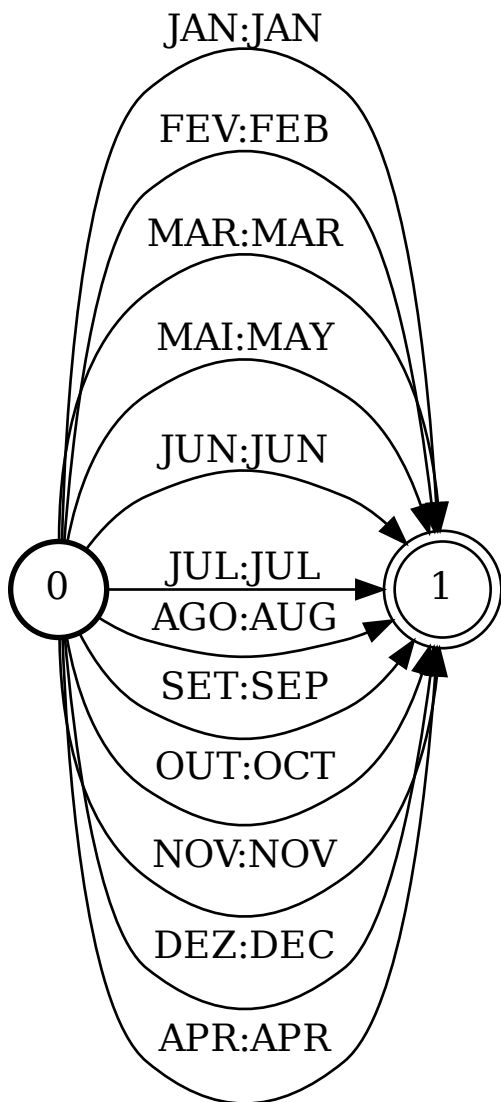 JAN:JAN
FEV:FEB
MAR:MAR
MAI:MAY
JUN:JUN
0
JUL:JUL
1
AGO:AUG
SET:SEP
OUT:OCT
NOV:NOV
DEZ:DEC
APR:APR